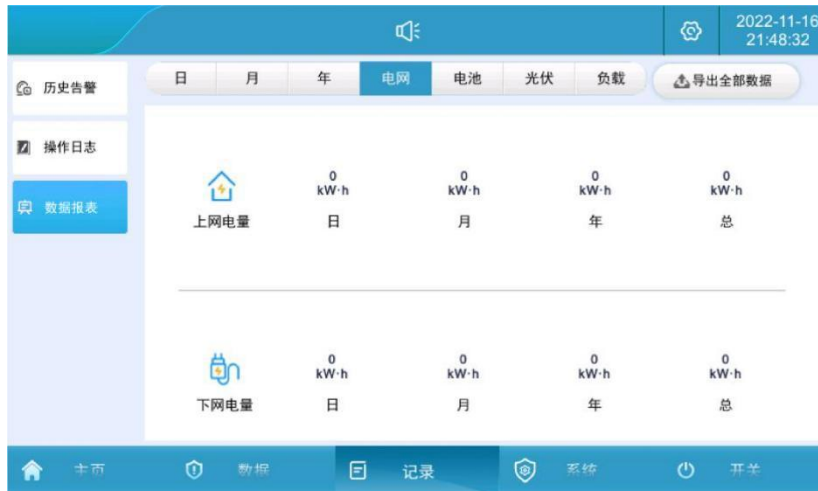 2022-11-16
21:48:32
历史告警
操作日志
数据报表
日 月 年 电网 电池 光伏 负载 导出全部数据
0 0 0 0
kW·h kW·h kW·h kW·h
上网电量 日 月 年 总
0 0 0 0
kW·h kW·h kW·h kW·h
下网电量 日 月 年 总
主页 数据 记录 系统 开关